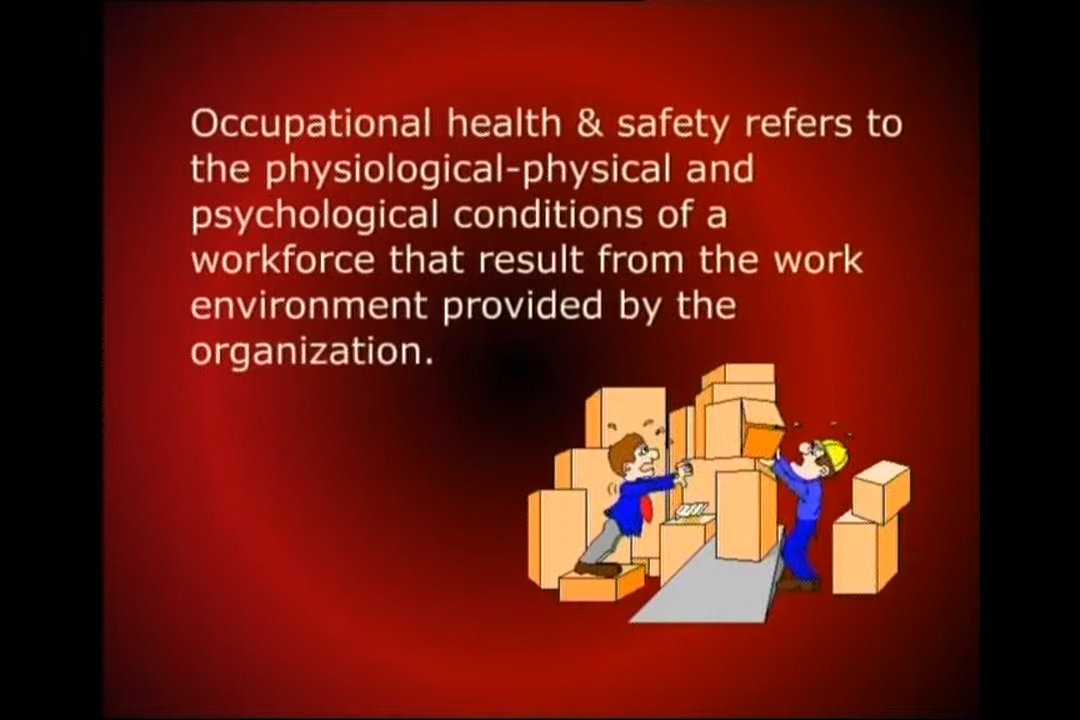 Occupational health & safety refers to
the physiological-physical and
psychological conditions of a
workforce that result from the work
environment provided by the
organization.